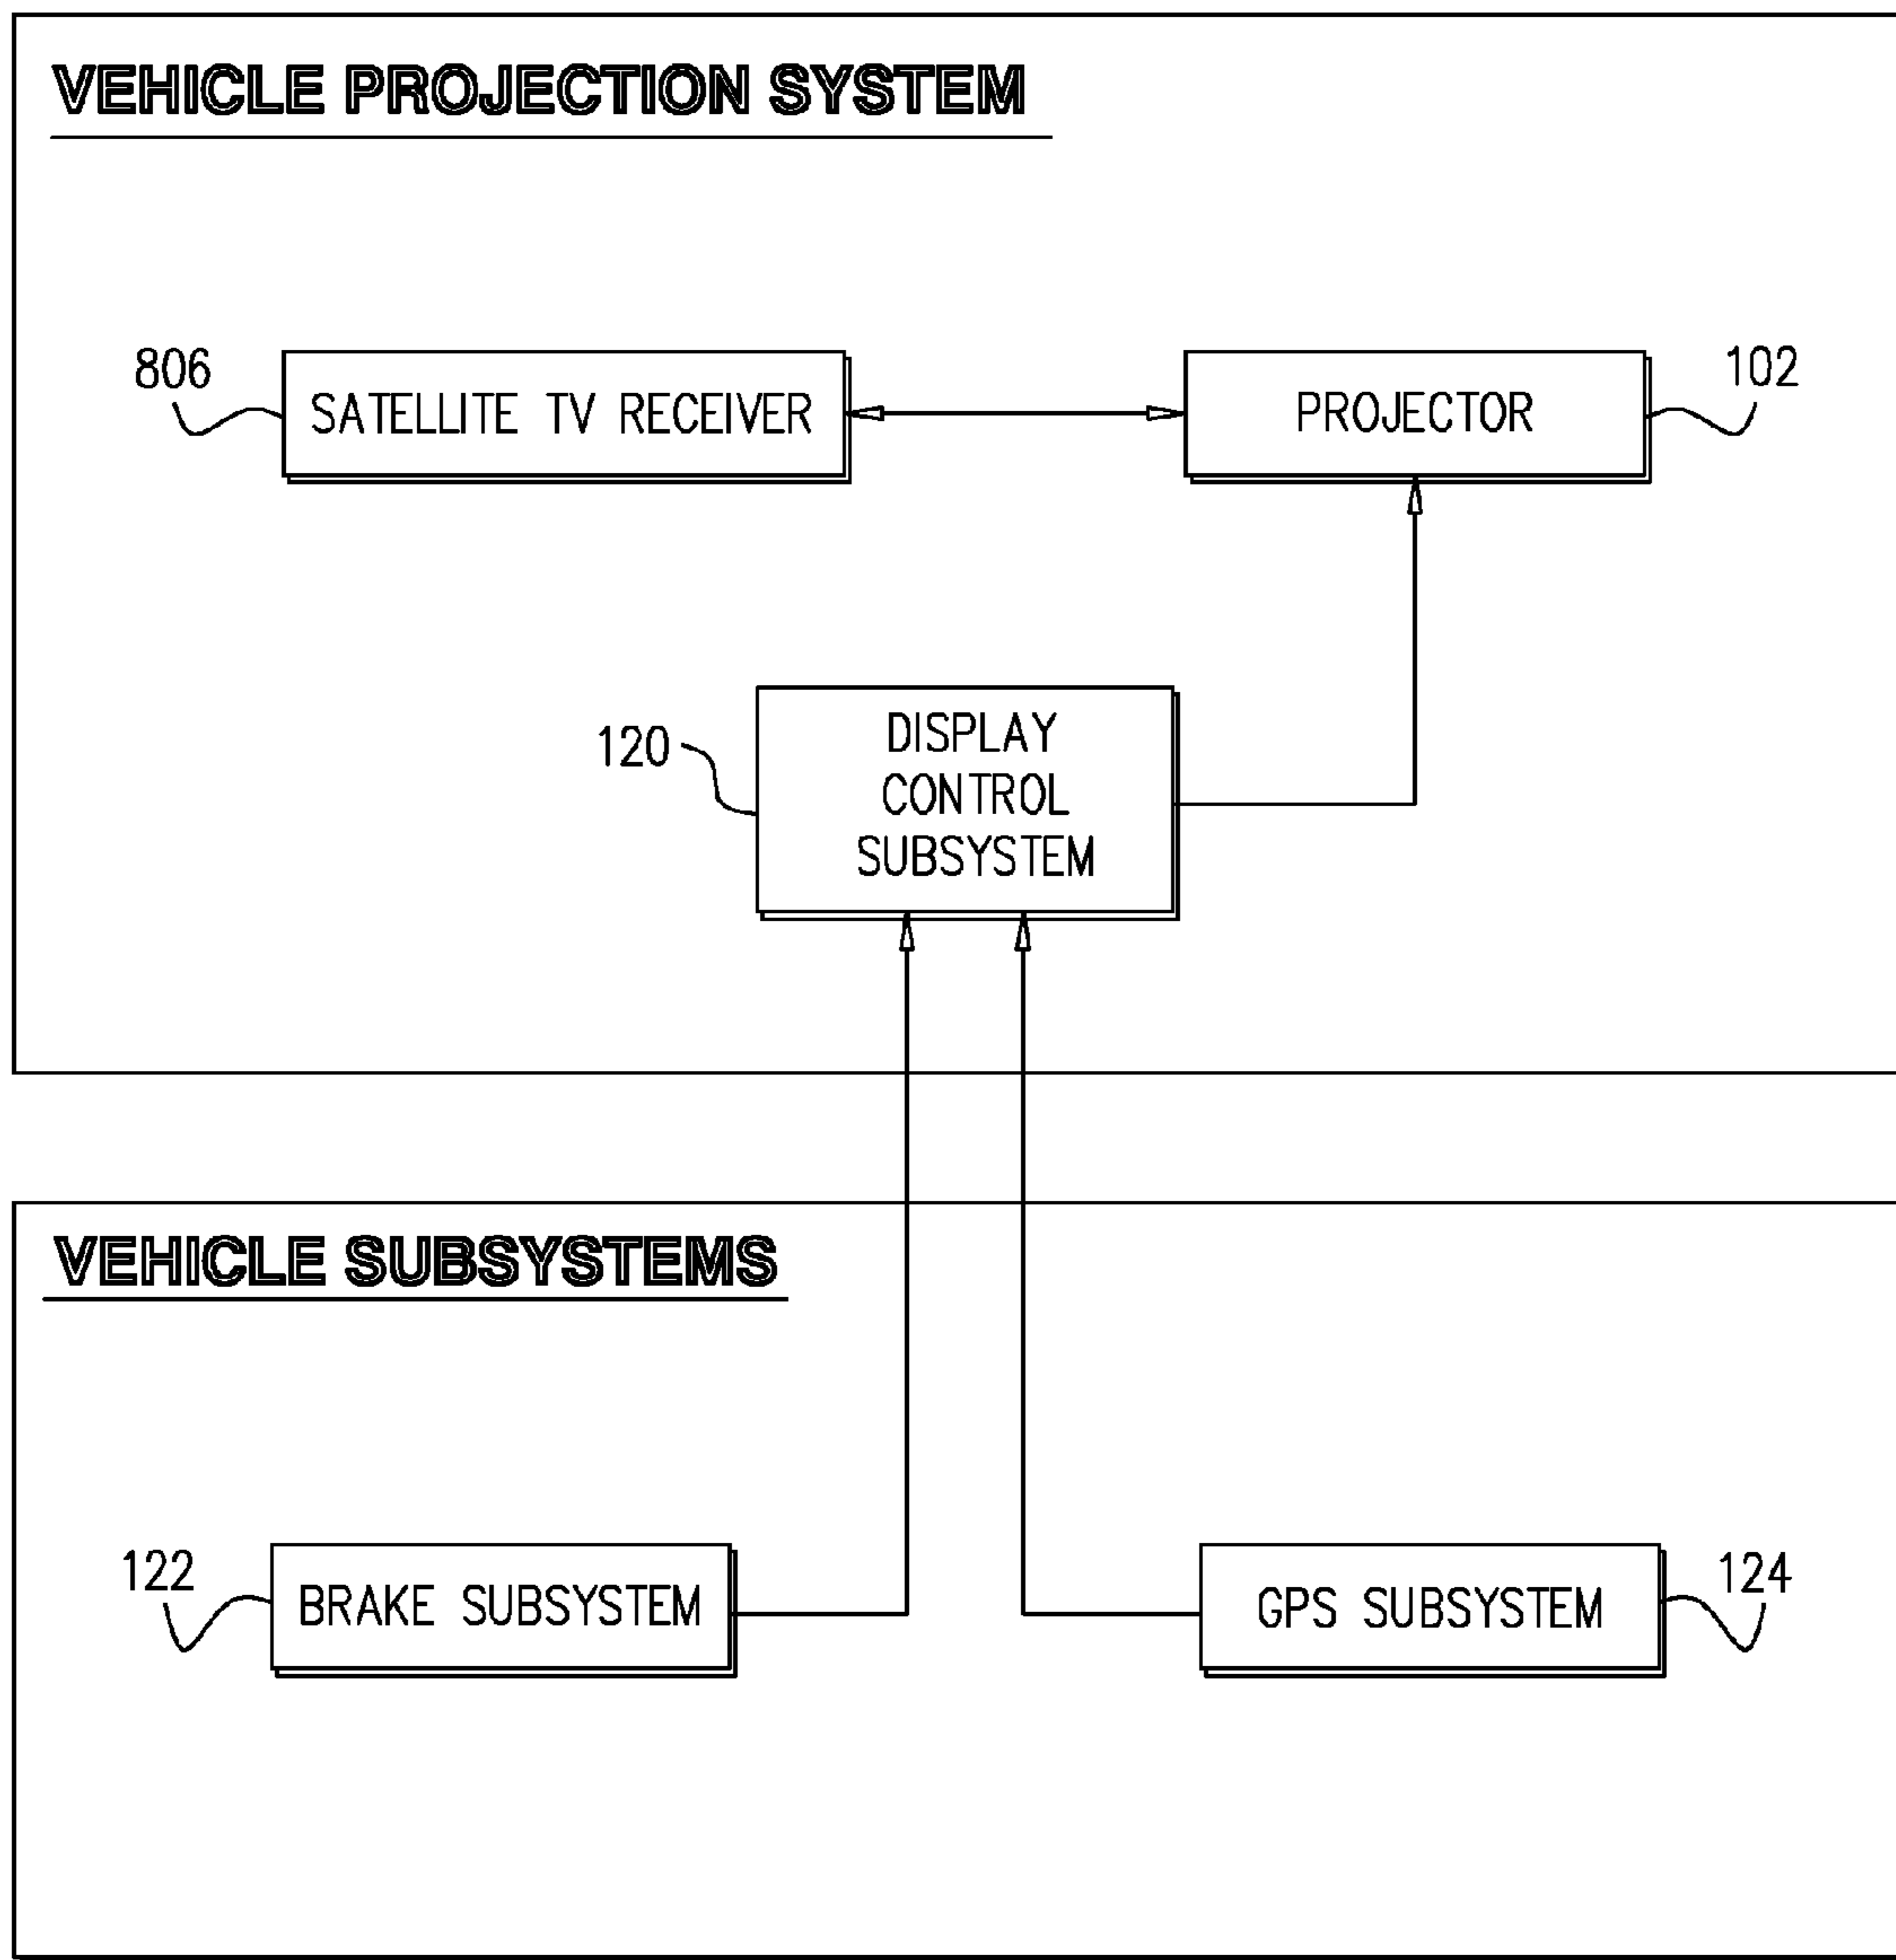 VEHICLE PROJECTION SYSTEM
806
SATELLITE TV RECEIVER
PROJECTOR
102
120
DISPLAY
CONTROL
SUBSYSTEM
VEHICLE SUBSYSTEMS
122
BRAKE SUBSYSTEM
GPS SUBSYSTEM
124